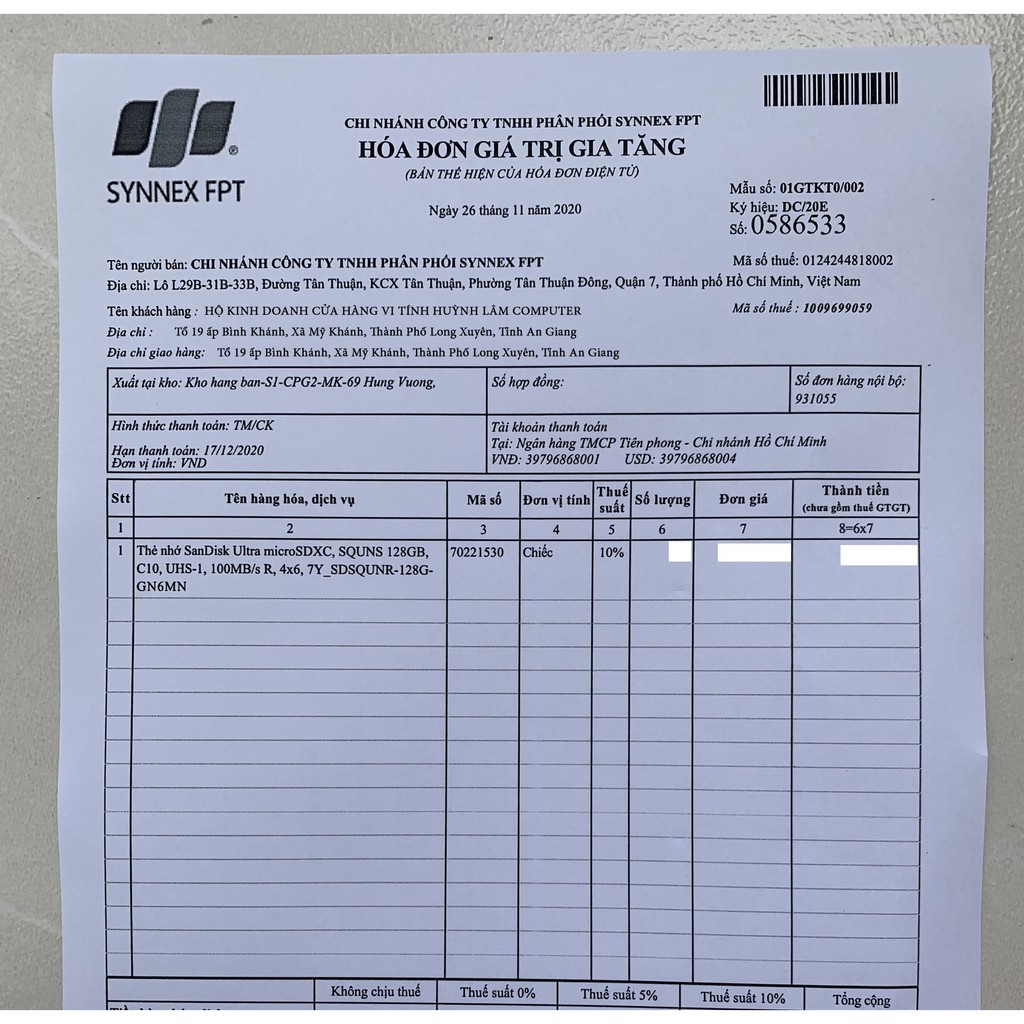 CHI NHÁNH CÔNG TY TNHH PHÂN PHỐI SYNNEX FPT
HÓA ĐƠN GIÁ TRỊ GIA TĂNG
(BẢN THỂ HIỆN CỦA HÓA ĐƠN ĐIỆN TỬ)
SYNNEX FPT
Ngày 26 tháng 11 năm 2020
Mẫu số: 01GTKT0/002
Ký hiệu: DC/20E
Số: 0586533
Tên người bán: CHI NHÁNH CÔNG TY TNHH PHÂN PHỐI SYNNEX FPT
Mã số thuế: 0124244818002
Địa chỉ: Lô L29B-31B-33B, Đường Tân Thuận, KCX Tân Thuận, Phường Tân Thuận Đông, Quận 7, Thành phố Hồ Chí Minh, Việt Nam
Tên khách hàng : HỘ KINH DOANH CỬA HÀNG VI TÍNH HUỲNH LÂM COMPUTER
Mã số thuế : 1009699059
Địa chỉ : Tổ 19 ấp Bình Khánh, Xã Mỹ Khánh, Thành Phố Long Xuyên, Tỉnh An Giang
Địa chỉ giao hàng: Tổ 19 ấp Bình Khánh, Xã Mỹ Khánh, Thành Phố Long Xuyên, Tỉnh An Giang
Xuất tại kho: Kho hang ban-S1-CPG2-MK-69 Hung Vuong,
Số hợp đồng:
Số đơn hàng nội bộ:
931055
Hình thức thanh toán: TM/CK
Hạn thanh toán: 17/12/2020
Đơn vị tính: VND
Tài khoản thanh toán
Tại: Ngân hàng TMCP Tiên phong - Chi nhánh Hồ Chí Minh
VNĐ: 39796868001 USD: 39796868004
Stt Tên hàng hóa, dịch vụ Mã số Đơn vị tính Thuế suất Số lượng Đơn giá Thành tiền
(chưa gồm thuế GTGT)
1 2 3 4 5 6 7 8=6x7
1 Thẻ nhớ SanDisk Ultra microSDXC, SQUNS 128GB, 70221530 Chiếc 10%
C10, UHS-1, 100MB/s R, 4x6, 7Y_SDSQUNR-128G-
GN6MN
Không chịu thuế Thuế suất 0% Thuế suất 5% Thuế suất 10% Tổng cộng